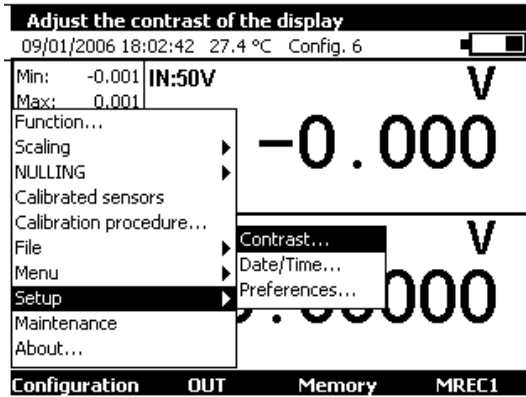 Adjust the contrast of the display
09/01/2006 18:02:42 27.4 °C Config. 6
Min: -0.001 IN:50V V
Max: 0.001
-0.000
Function...
Scaling
NULLING
Calibrated sensors
Calibration procedure...
File
Menu
Setup
Maintenance
About...
Contrast...
Date/Time...
Preferences...
V
Configuration OUT Memory MREC1